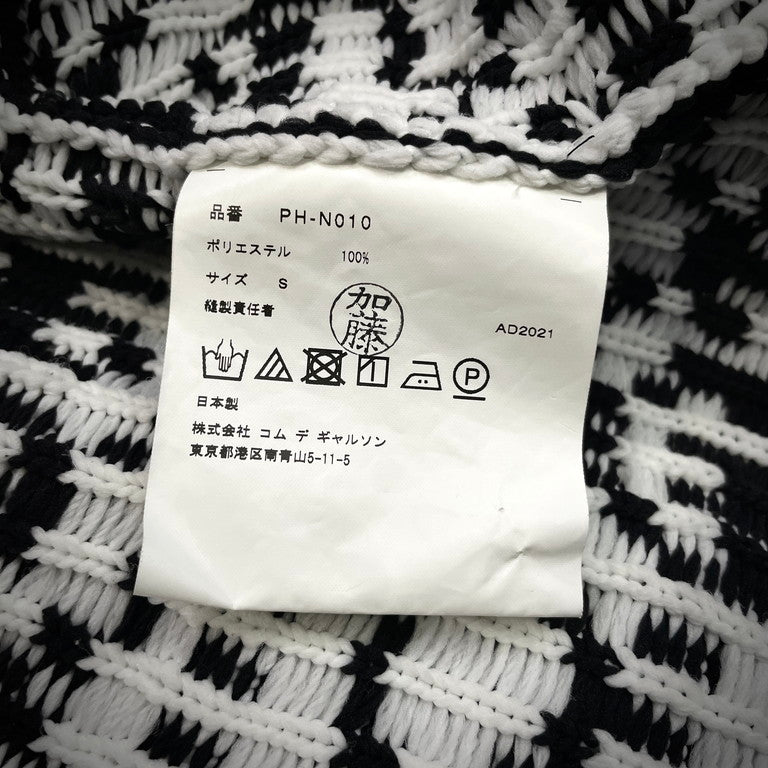 品番 PH-N010
ポリエステル 100%
サイズ S
縫製責任者 加藤
AD2021
P
日本製
株式会社 コム デ ギャルソン
東京都港区南青山5-11-5